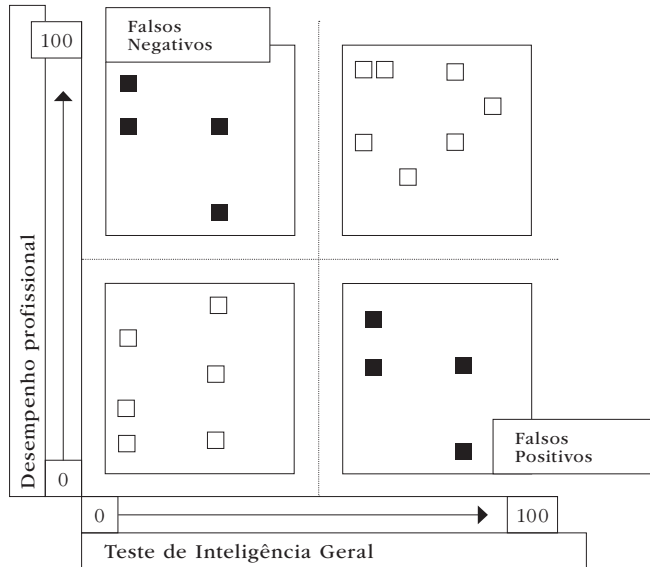 Falsos
Negativos
100
Desempenho profissional
Falsos
Positivos
0
0
100
Teste de Inteligência Geral